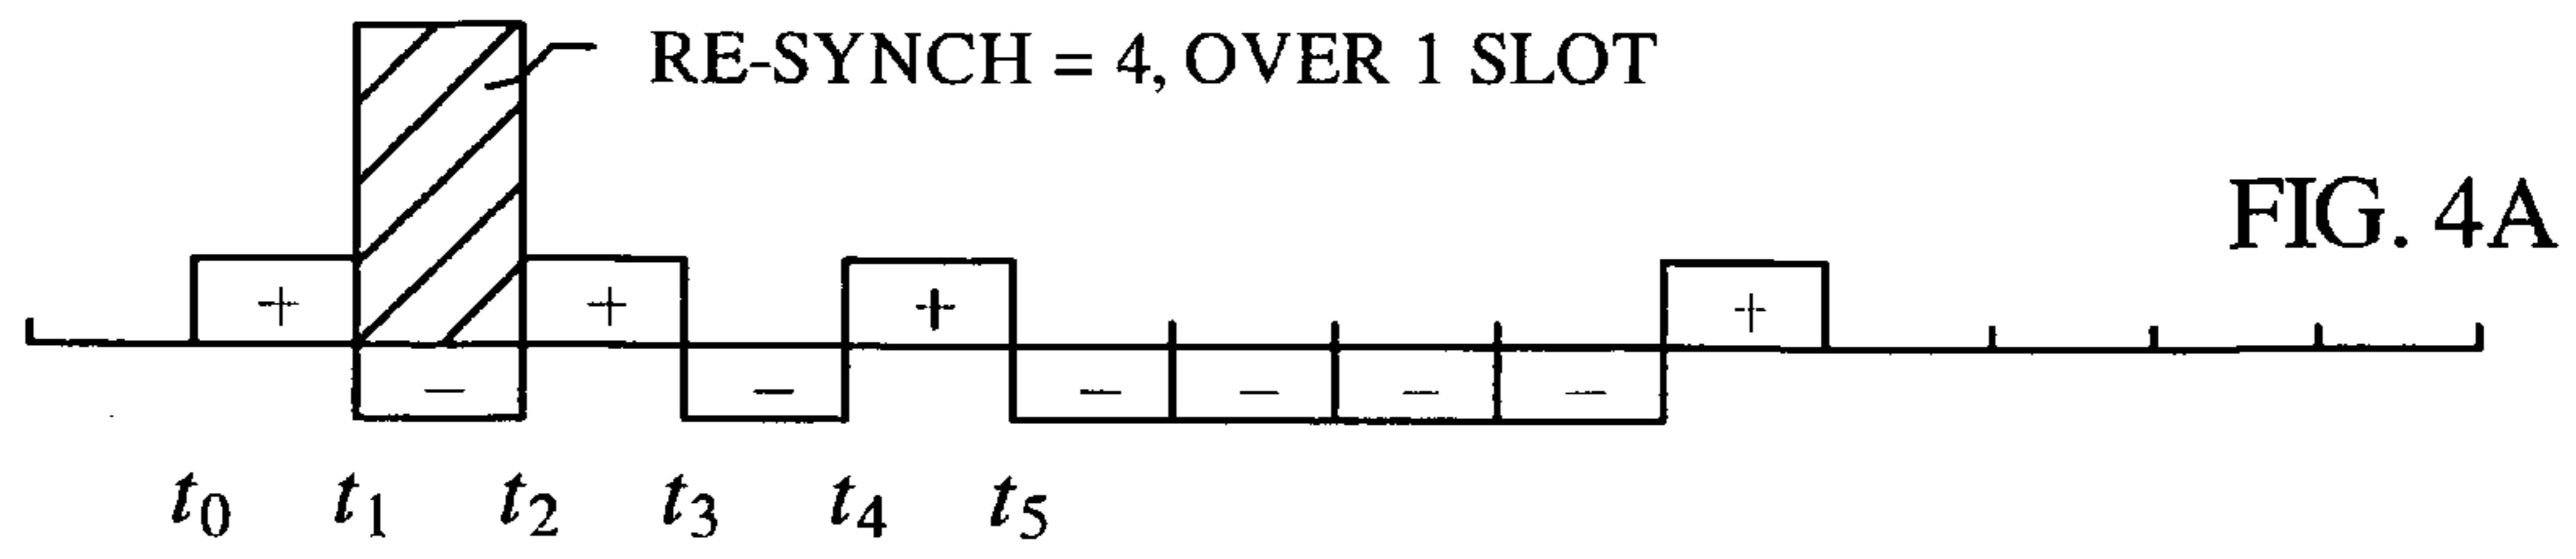 RE-SYNCH = 4, OVER 1 SLOT
FIG. 4A
+ + + +
− − − − − −
t0 t1 t2 t3 t4 t5